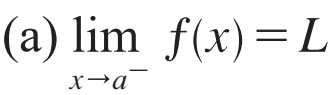 (a) lim f(x) = L
x→a⁻